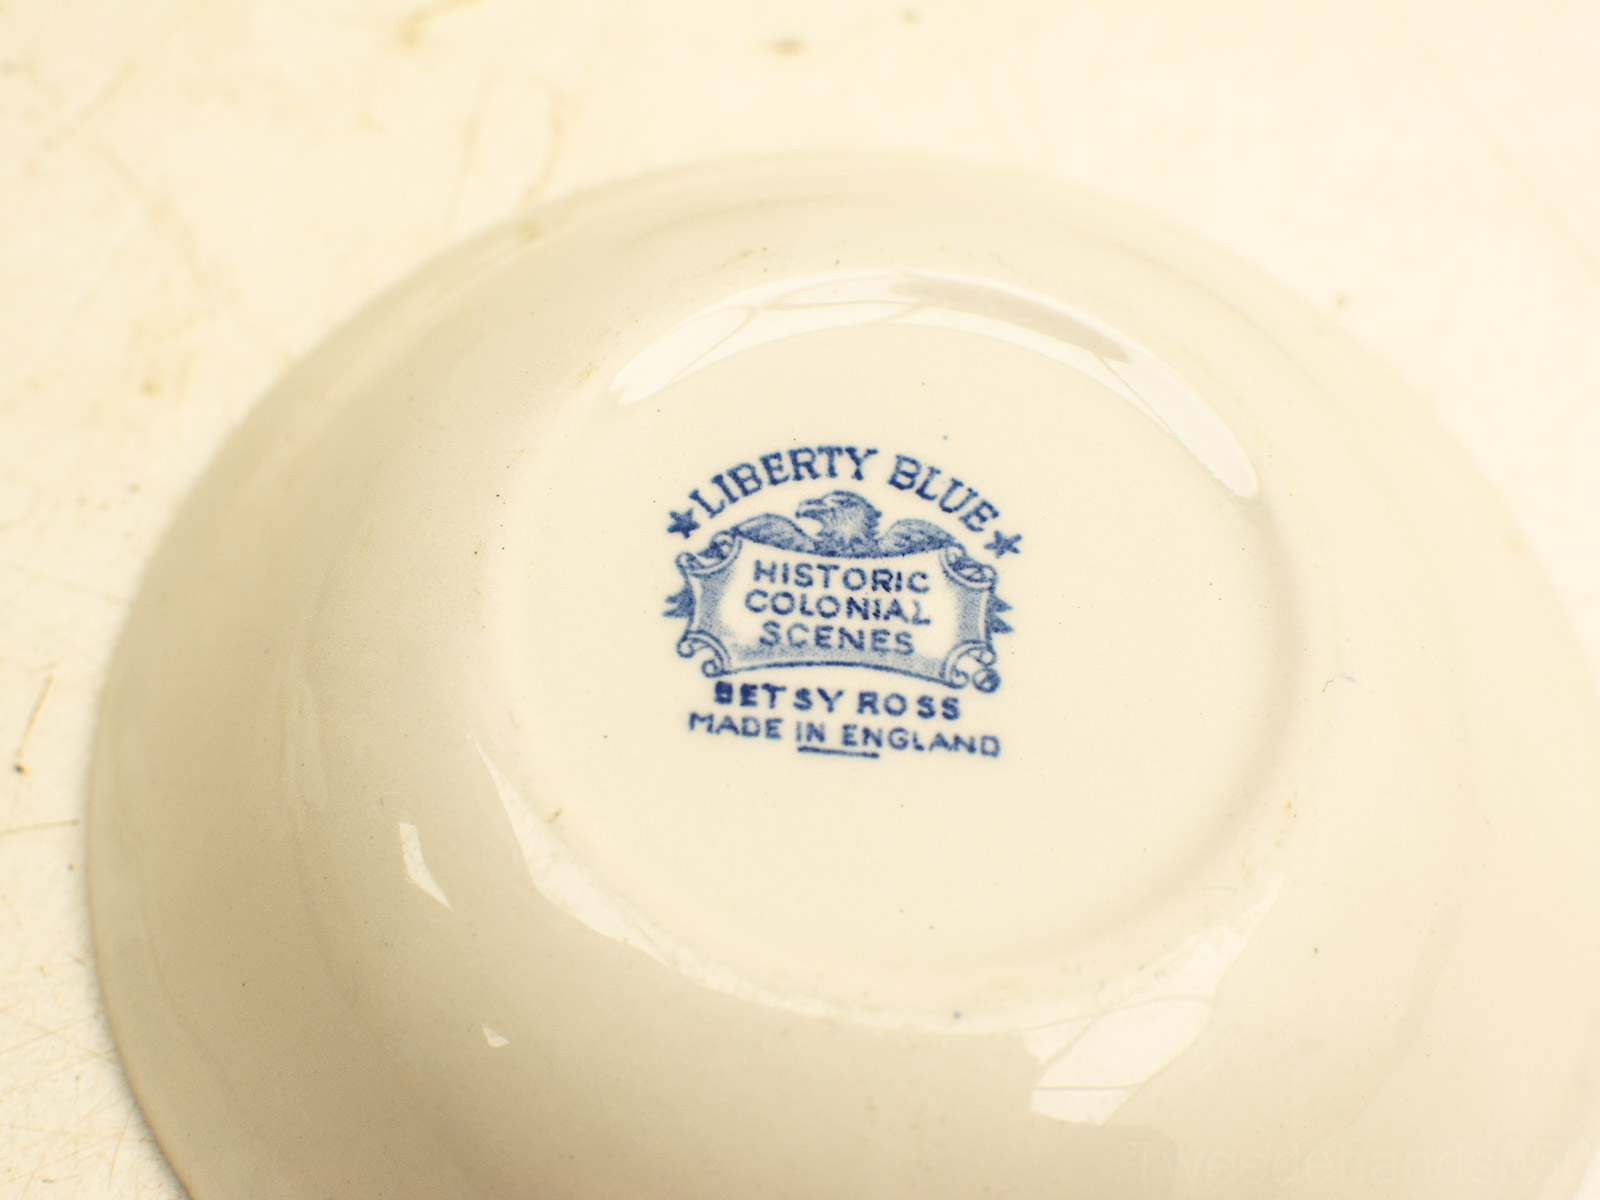 LIBERTY BLUE
HISTORIC
COLONIAL
SCENES
BETSY ROSS
MADE IN ENGLAND